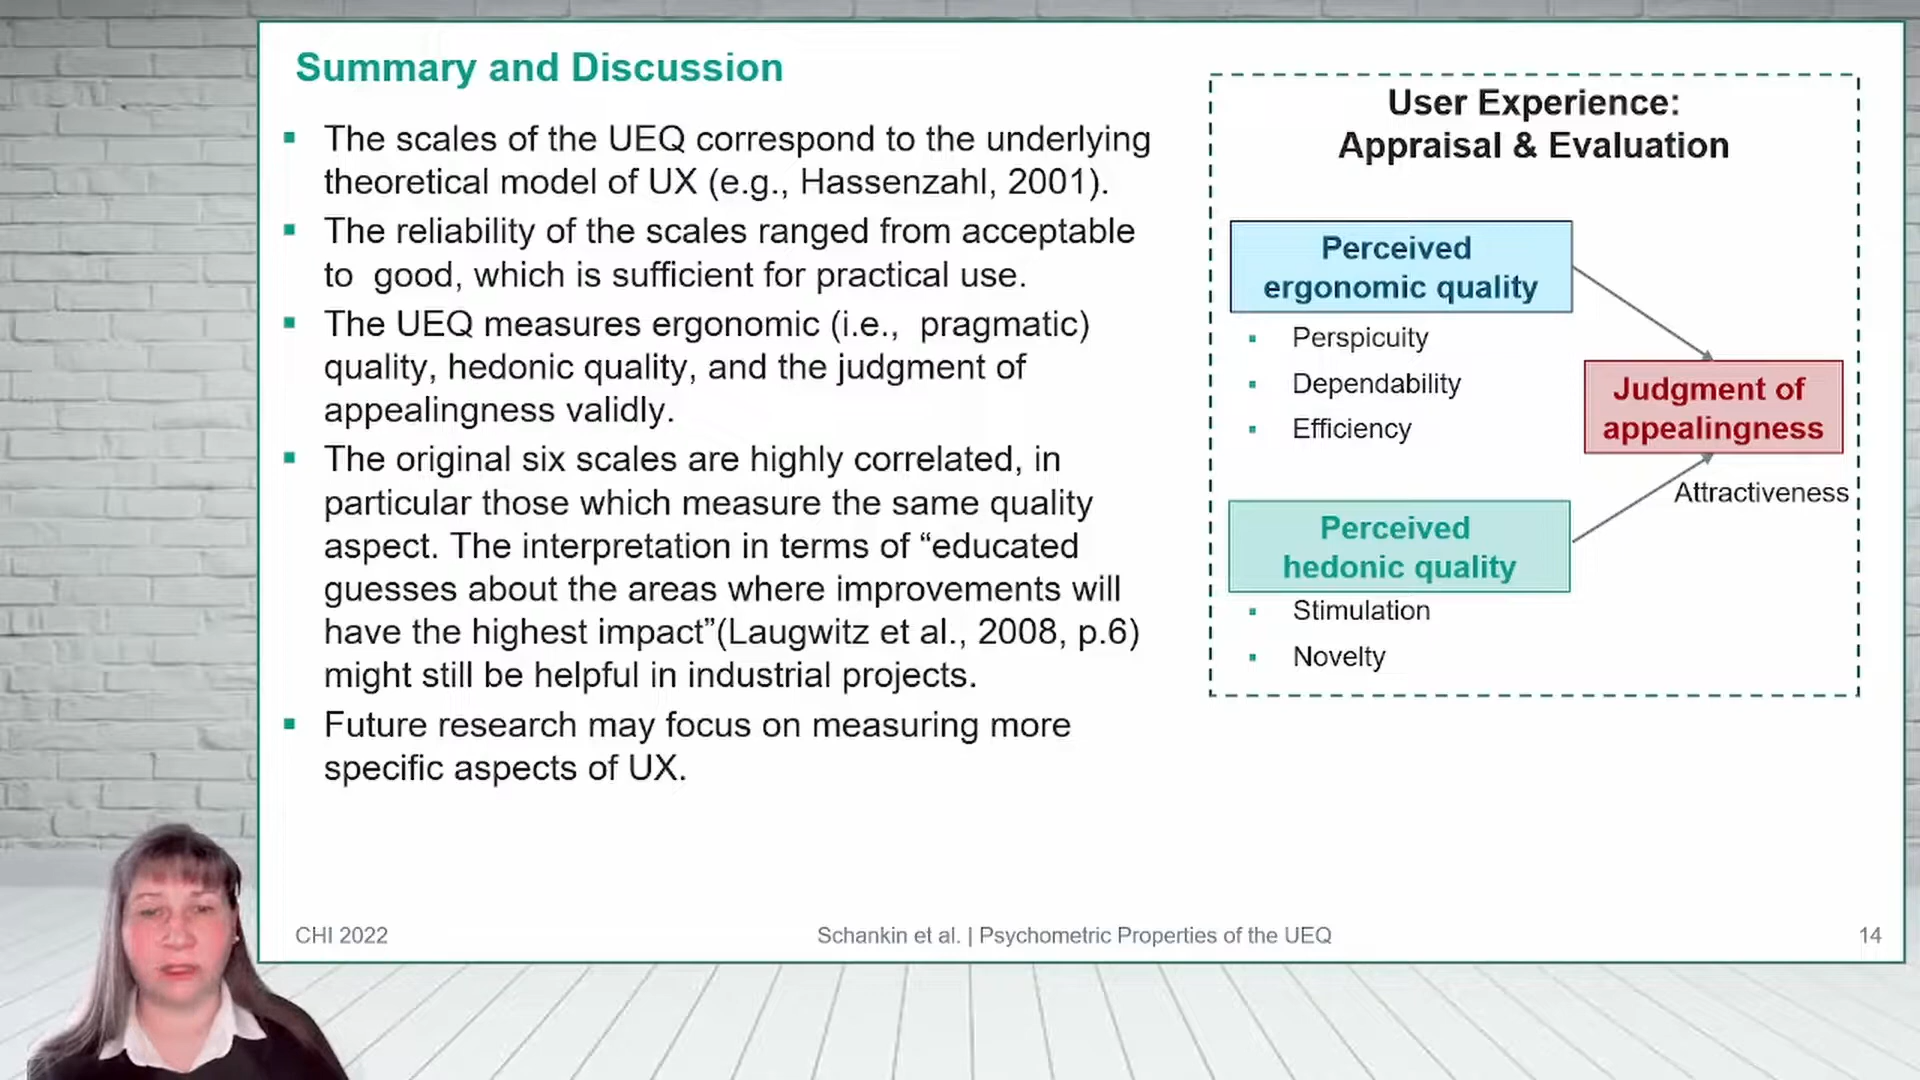 Summary and Discussion
The scales of the UEQ correspond to the underlying
theoretical model of UX (e.g., Hassenzahl, 2001).
The reliability of the scales ranged from acceptable
to  good, which is sufficient for practical use.
The UEQ measures ergonomic (i.e.,  pragmatic)
quality, hedonic quality, and the judgment of
appealingness validly.
The original six scales are highly correlated, in
particular those which measure the same quality
aspect. The interpretation in terms of “educated
guesses about the areas where improvements will
have the highest impact”(Laugwitz et al., 2008, p.6)
might still be helpful in industrial projects.
Future research may focus on measuring more
specific aspects of UX.
User Experience:
Appraisal & Evaluation
Perceived
ergonomic quality
Perspicuity
Dependability
Efficiency
Judgment of
appealingness
Attractiveness
Perceived
hedonic quality
Stimulation
Novelty
CHI 2022
Schankin et al. | Psychometric Properties of the UEQ
14